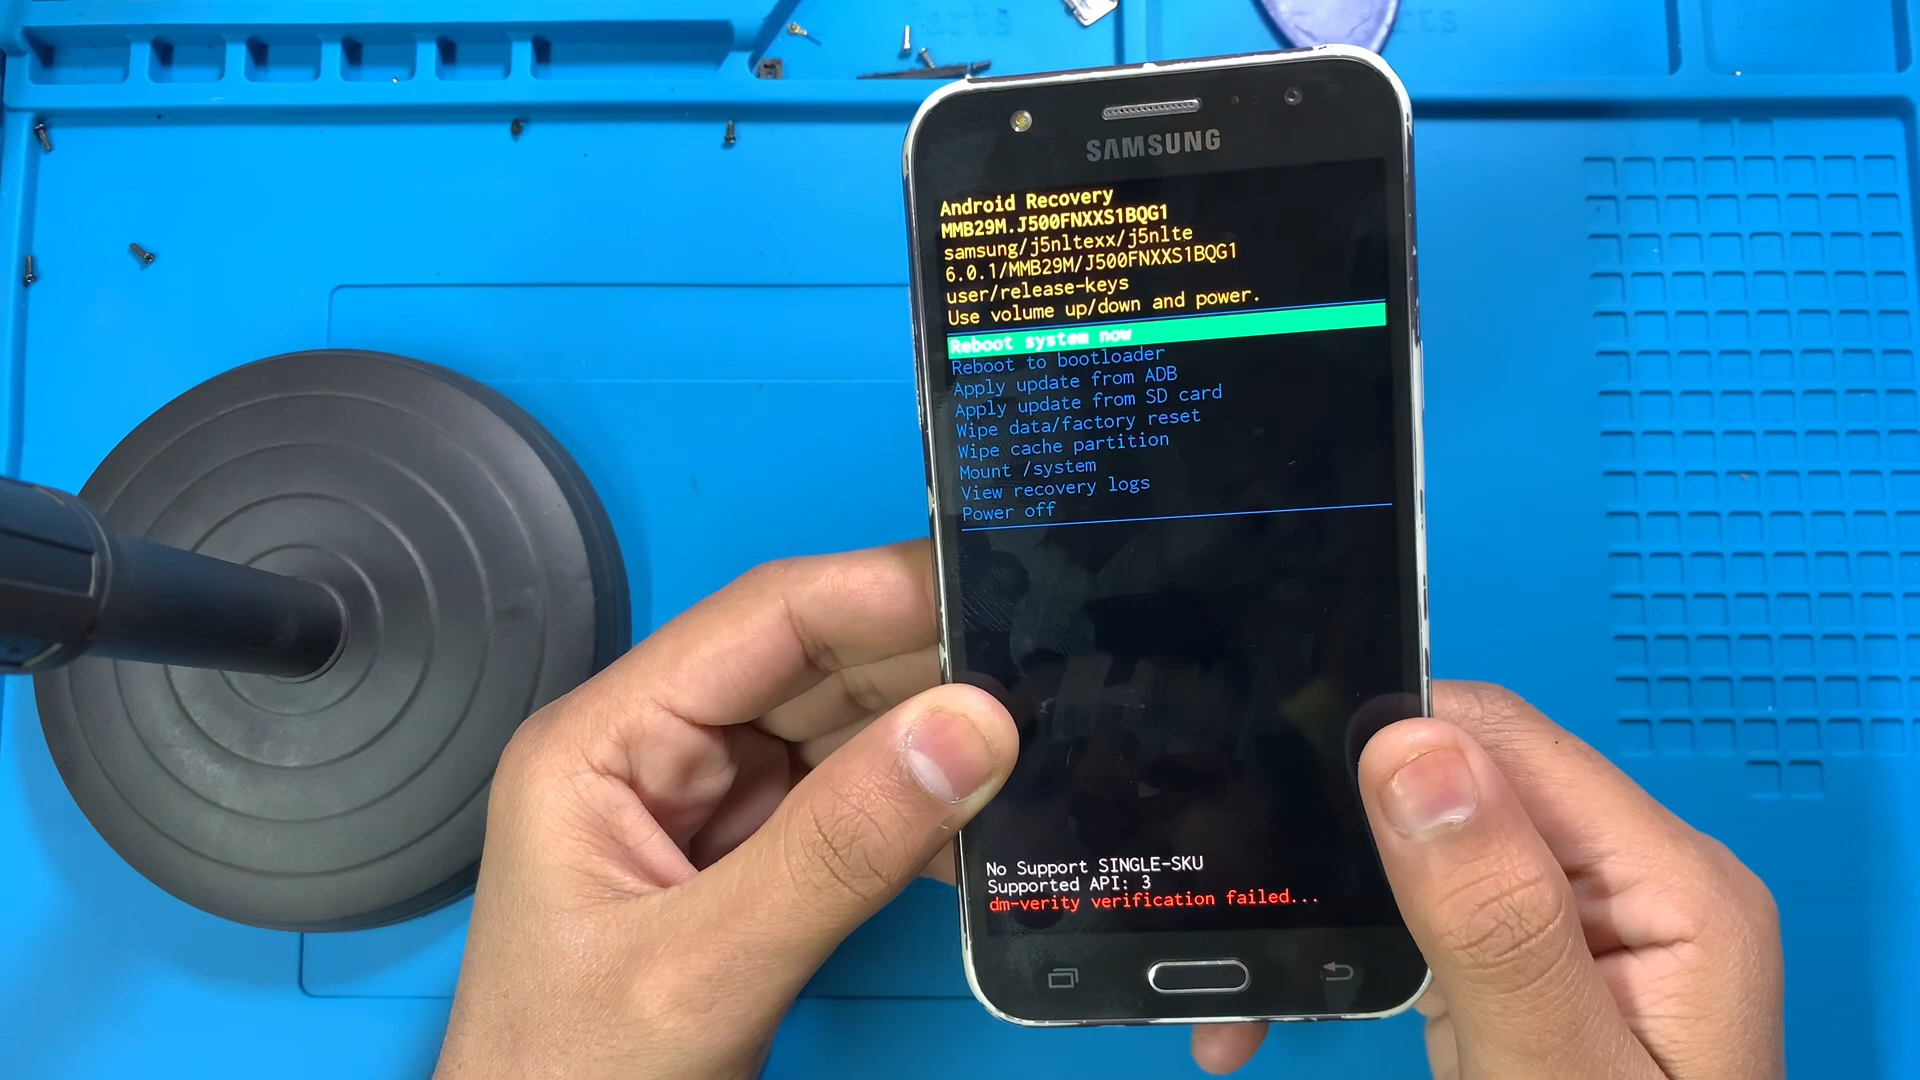 Parts
SAMSUNG
Android Recovery
MMB29M.J500FNXXS1BQG1
samsung/j5nltexx/j5nlte
6.0.1/MMB29M/J500FNXXS1BQG1
user/release-keys
Use volume up/down and power.
Reboot system now
Reboot to bootloader
Apply update from ADB
Apply update from SD card
Wipe data/factory reset
Wipe cache partition
Mount /system
View recovery logs
Power off
No Support SINGLE-SKU
Supported API: 3
dm-verity verification failed...